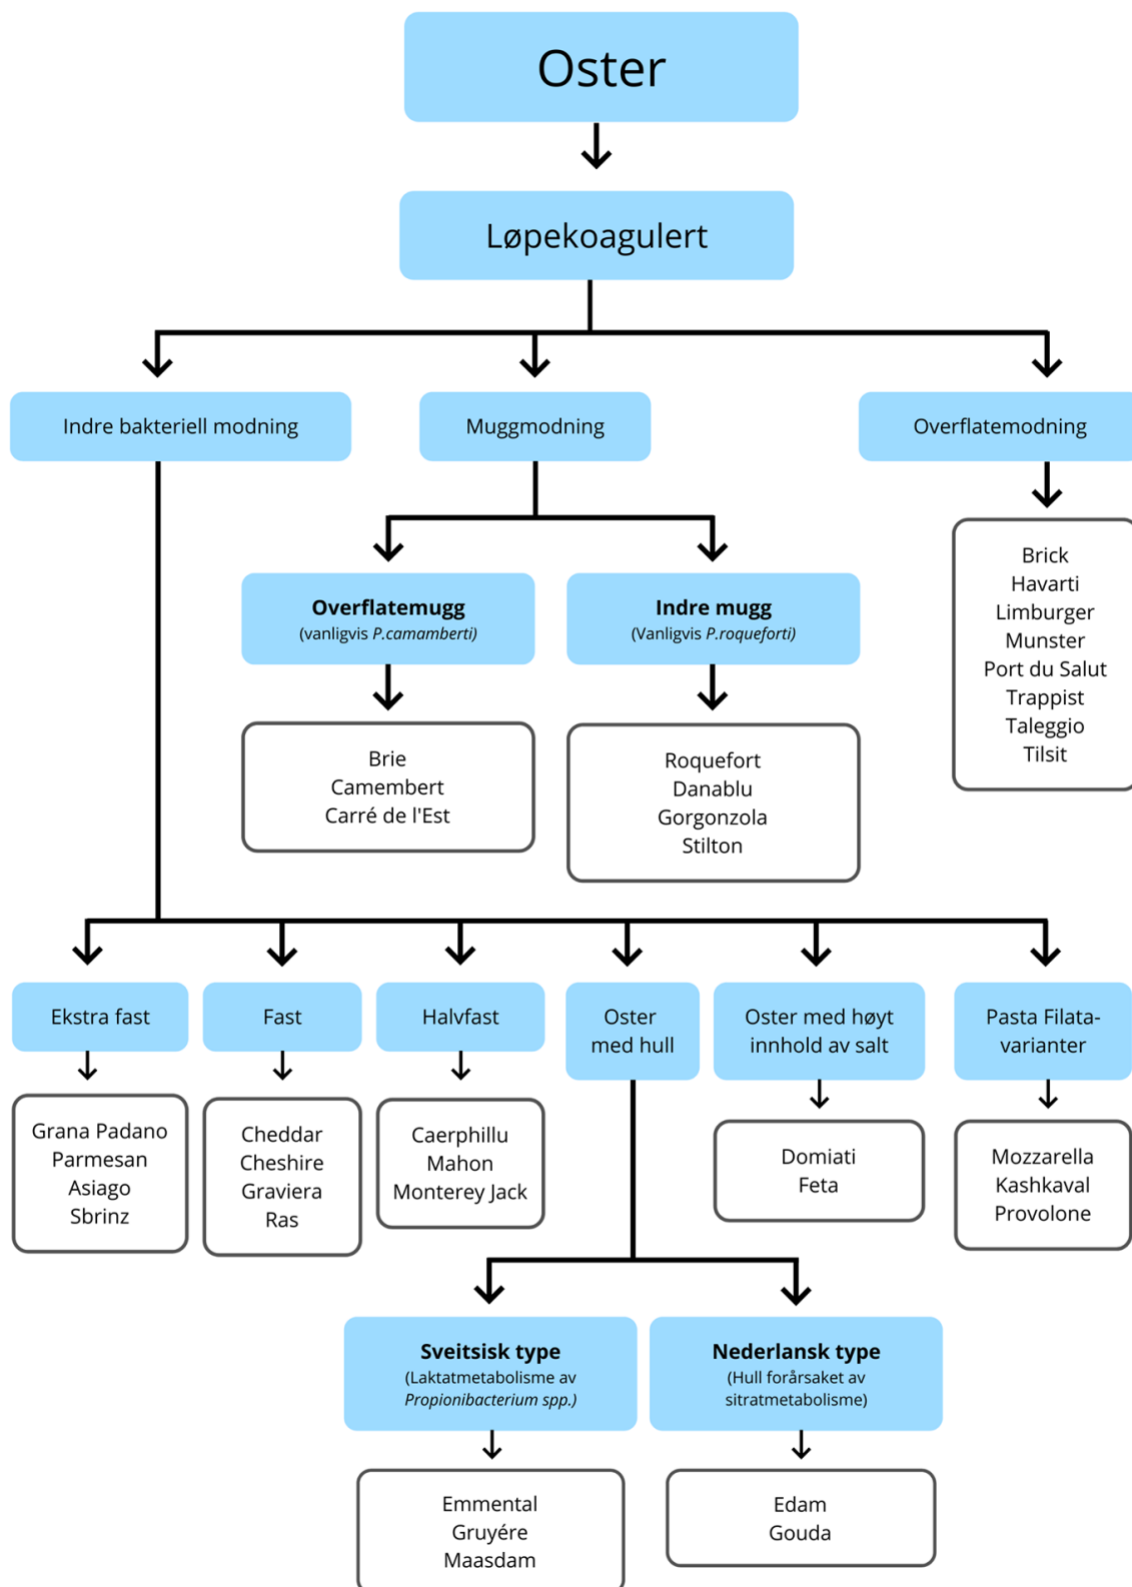 Oster
Løpekoagulert
Indre bakteriell modning
Muggmodning
Overflatemodning
Overflatemugg
(vanligvis P.camamberti)
Indre mugg
(Vanligvis P.roqueforti)
Brick
Havarti
Limburger
Munster
Port du Salut
Trappist
Taleggio
Tilsit
Brie
Camembert
Carré de l'Est
Roquefort
Danablu
Gorgonzola
Stilton
Ekstra fast
Fast
Halvfast
Oster
med hull
Oster med høyt
innhold av salt
Pasta Filata-
varianter
Grana Padano
Parmesan
Asiago
Sbrinz
Cheddar
Cheshire
Graviera
Ras
Caerphillu
Mahon
Monterey Jack
Domiati
Feta
Mozzarella
Kashkaval
Provolone
Sveitsisk type
(Laktatmetabolisme av
Propionibacterium spp.)
Nederlansk type
(Hull forårsaket av
sitratmetabolisme)
Emmental
Gruyére
Maasdam
Edam
Gouda